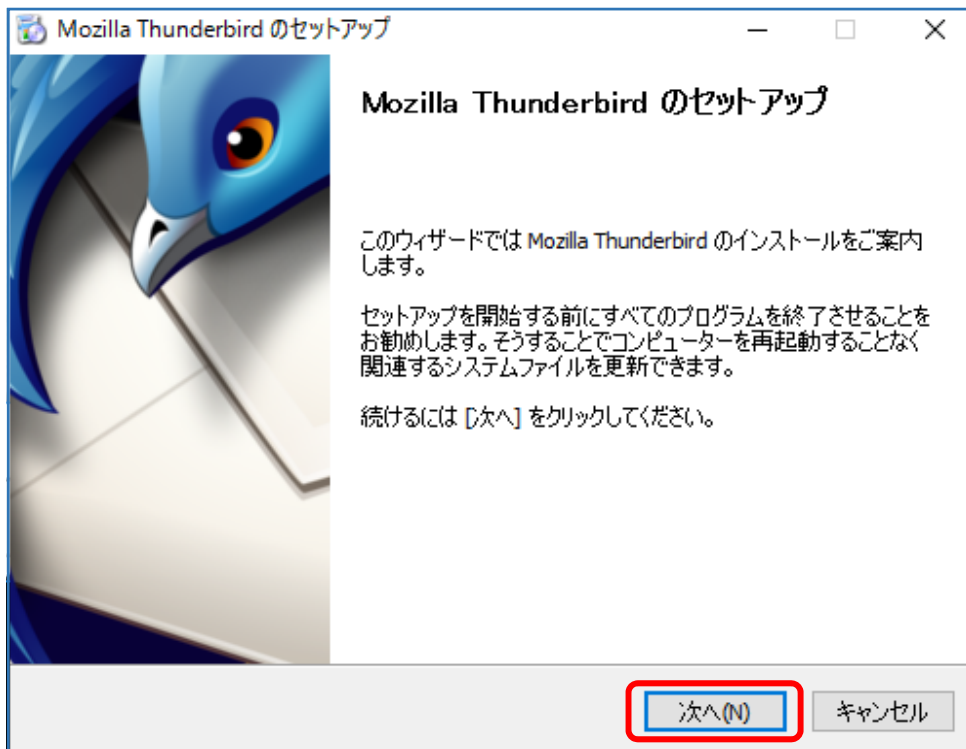 Mozilla Thunderbird のセットアップ
Mozilla Thunderbird のセットアップ
このウィザードでは Mozilla Thunderbird のインストールをご案内
します。
セットアップを開始する前にすべてのプログラムを終了させることを
お勧めします。そうすることでコンピューターを再起動することなく
関連するシステムファイルを更新できます。
続けるには [次へ] をクリックしてください。
次へ(N)
キャンセル